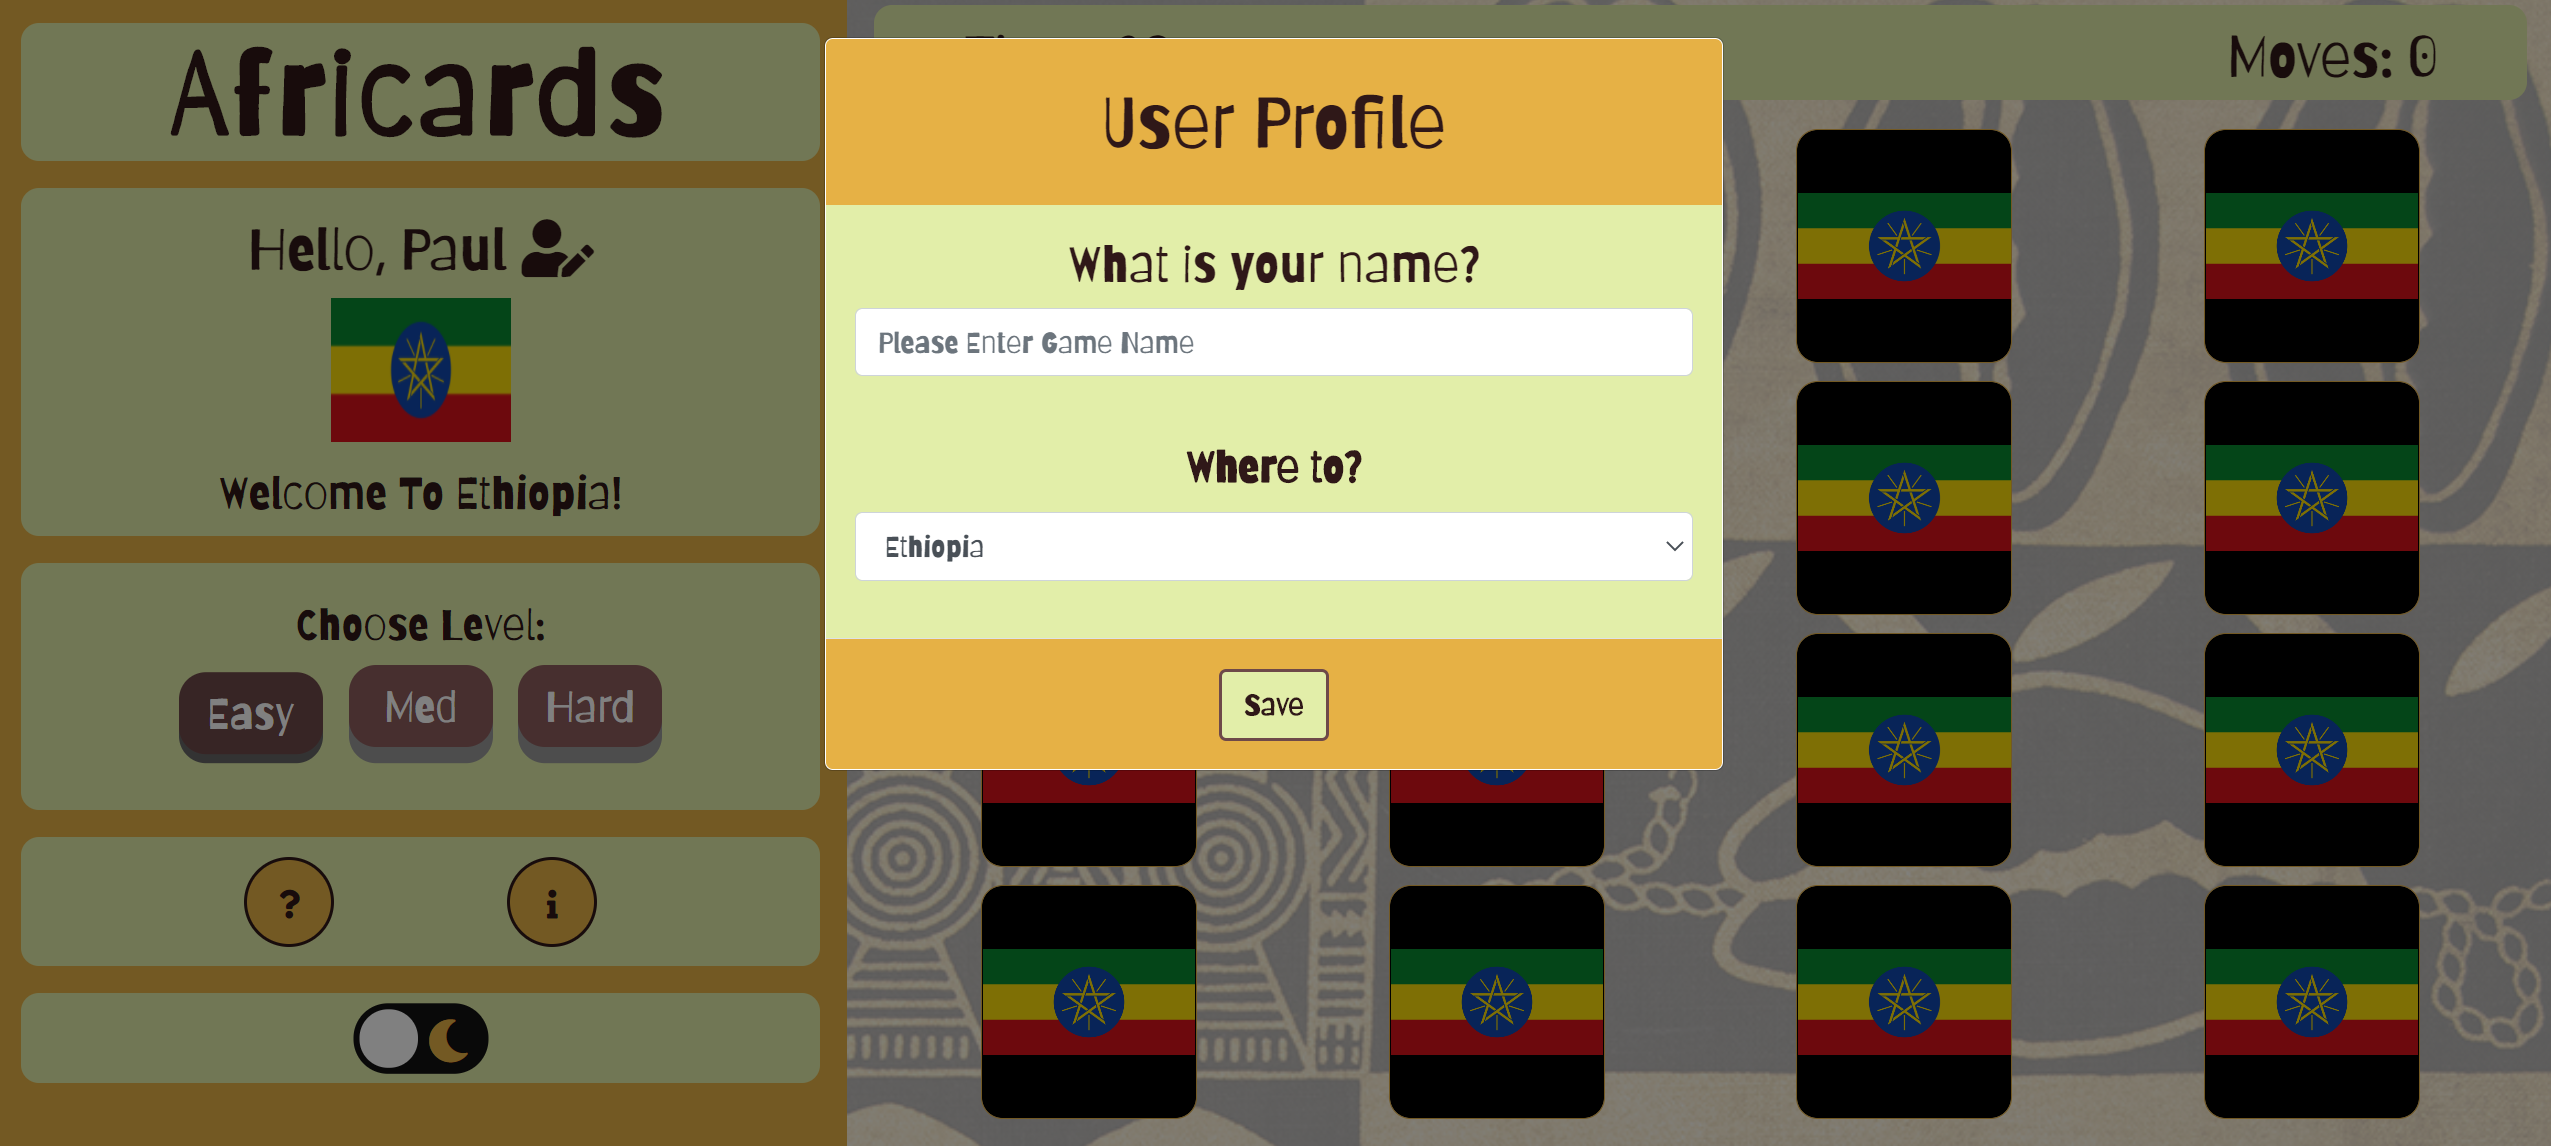 Africards
Hello, Paul
Welcome To Ethiopia!
Choose Level:
Easy
Med
Hard
?
i
Moves: 0
User Profile
What is your name?
Please Enter Game Name
Where to?
Ethiopia
Save